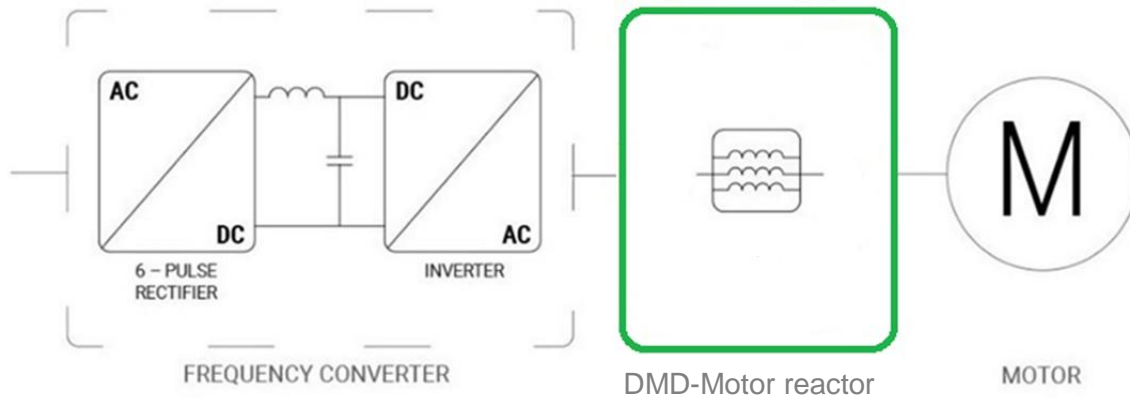 AC
DC
DC
AC
6 – PULSE
RECTIFIER
INVERTER
M
FREQUENCY CONVERTER
DMD-Motor reactor
MOTOR